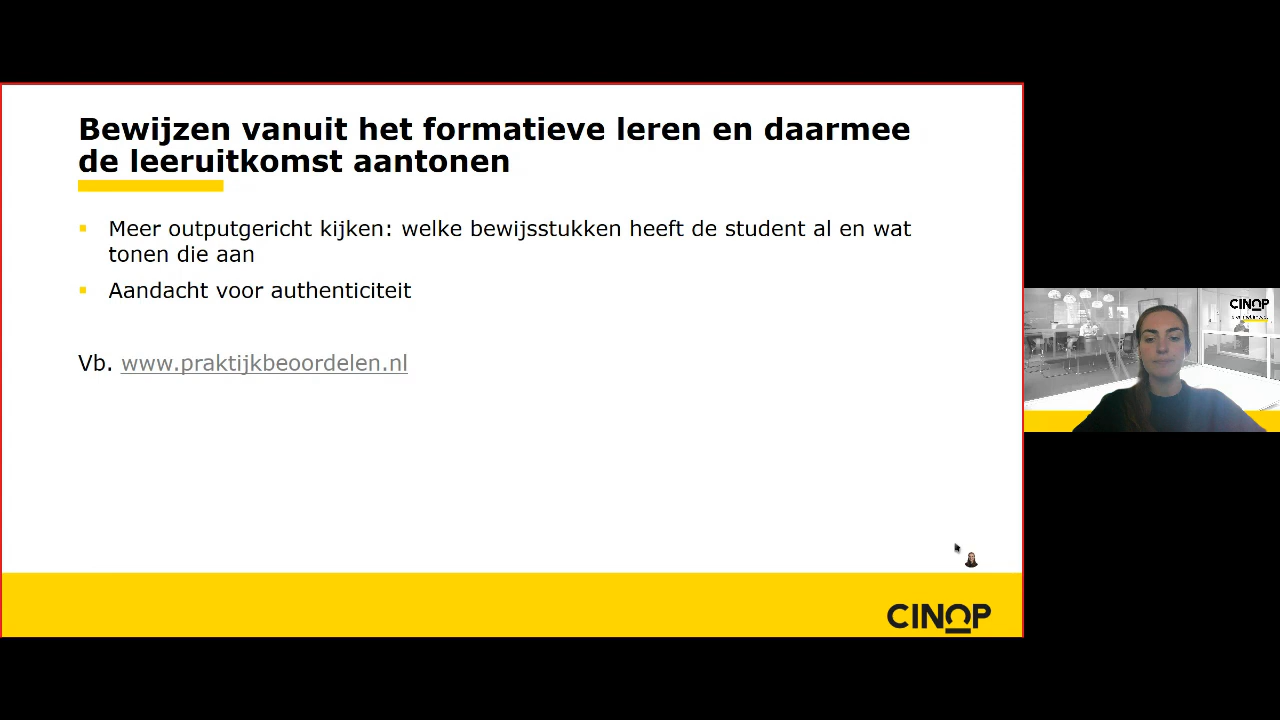 Bewijzen vanuit het formatieve leren en daarmee
de leeruitkomst aantonen
Meer outputgericht kijken: welke bewijsstukken heeft de student al en wat
tonen die aan
Aandacht voor authenticiteit
Vb. www.praktijkbeoordelen.nl
CINOP
CINOP